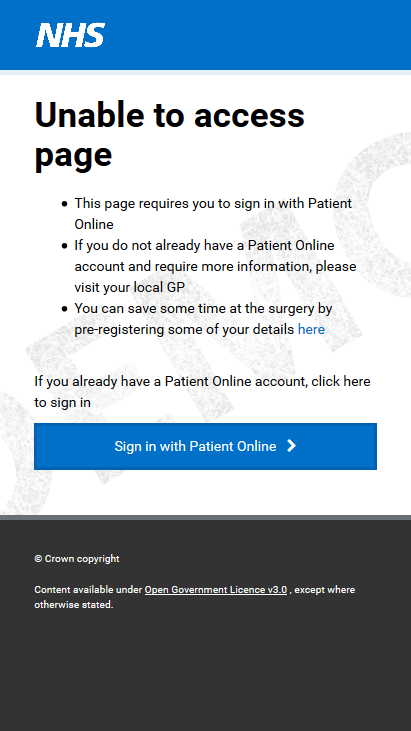 NHS
Unable to access
page
• This page requires you to sign in with Patient
Online
• If you do not already have a Patient Online
account and require more information, please
visit your local GP
• You can save some time at the surgery by
pre-registering some of your details here
If you already have a Patient Online account, click here
to sign in
Sign in with Patient Online
DEMO
© Crown copyright
Content available under Open Government Licence v3.0 , except where
otherwise stated.